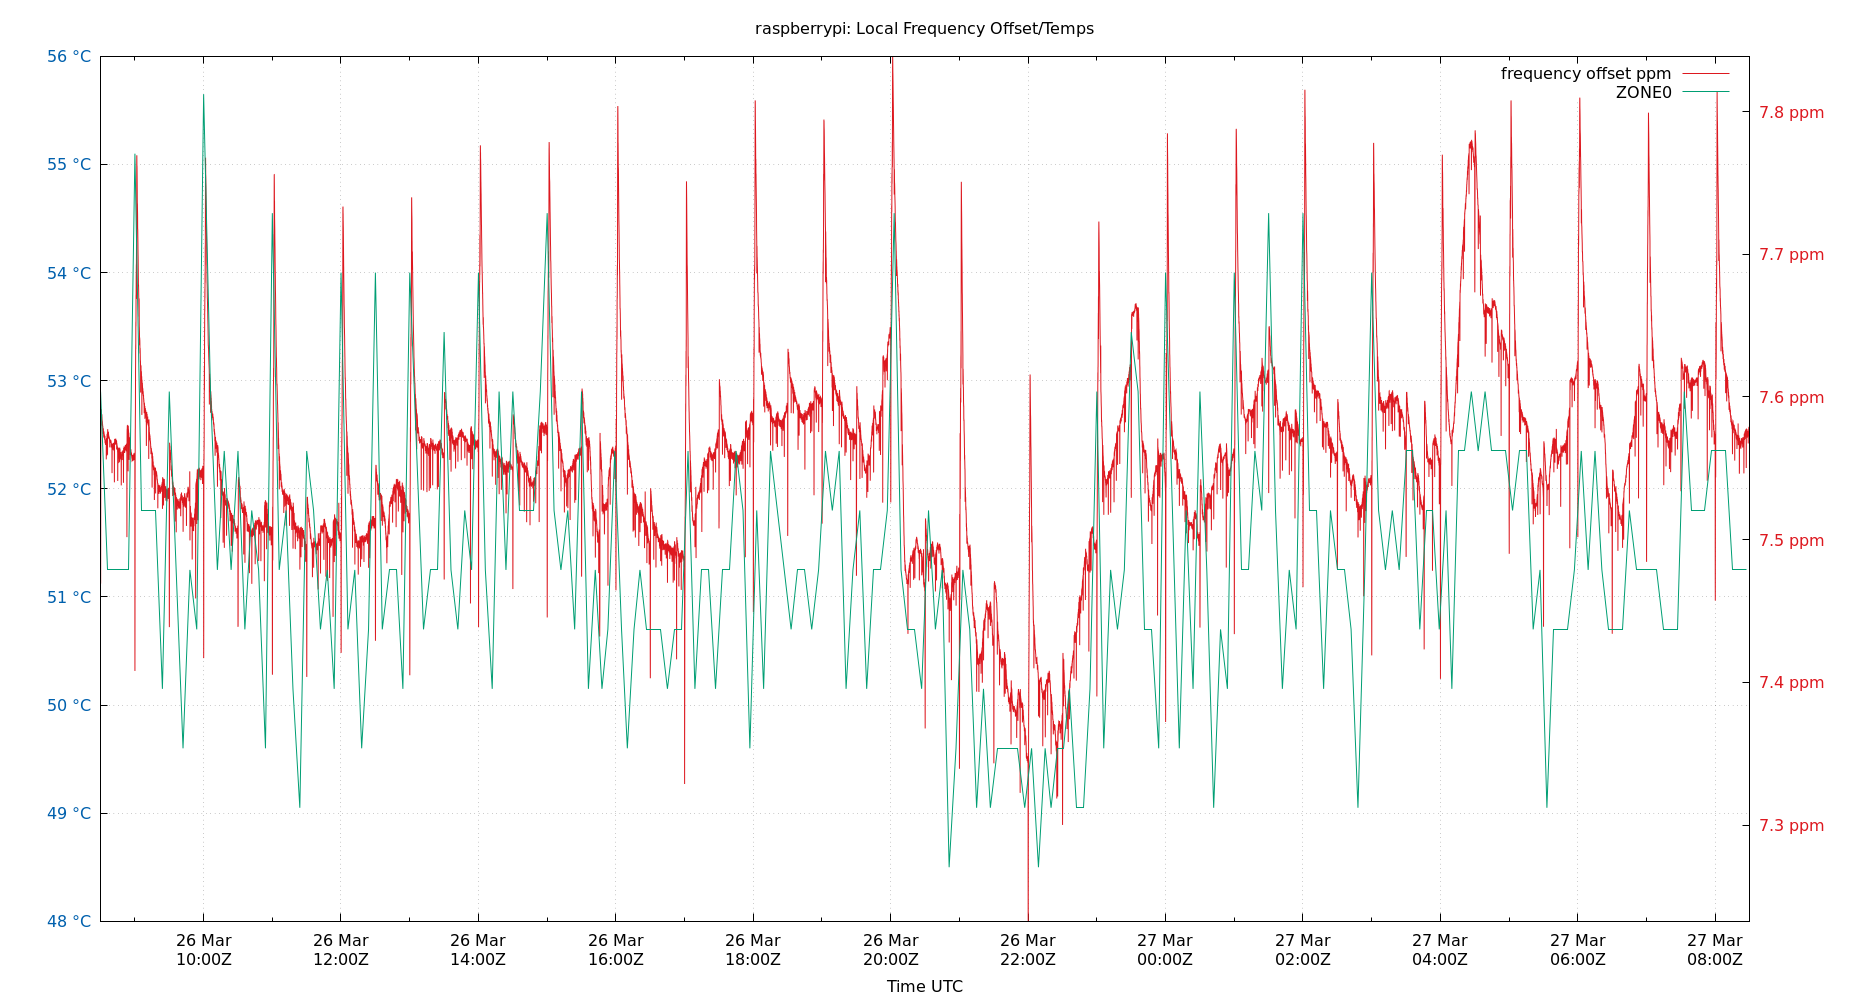 raspberrypi: Local Frequency Offset/Temps
56 °C
55 °C
54 °C
53 °C
52 °C
51 °C
50 °C
49 °C
48 °C
frequency offset ppm
ZONE0
7.8 ppm
7.7 ppm
7.6 ppm
7.5 ppm
7.4 ppm
7.3 ppm
26 Mar
10:00Z
26 Mar
12:00Z
26 Mar
14:00Z
26 Mar
16:00Z
26 Mar
18:00Z
26 Mar
20:00Z
26 Mar
22:00Z
27 Mar
00:00Z
27 Mar
02:00Z
27 Mar
04:00Z
27 Mar
06:00Z
27 Mar
08:00Z
Time UTC